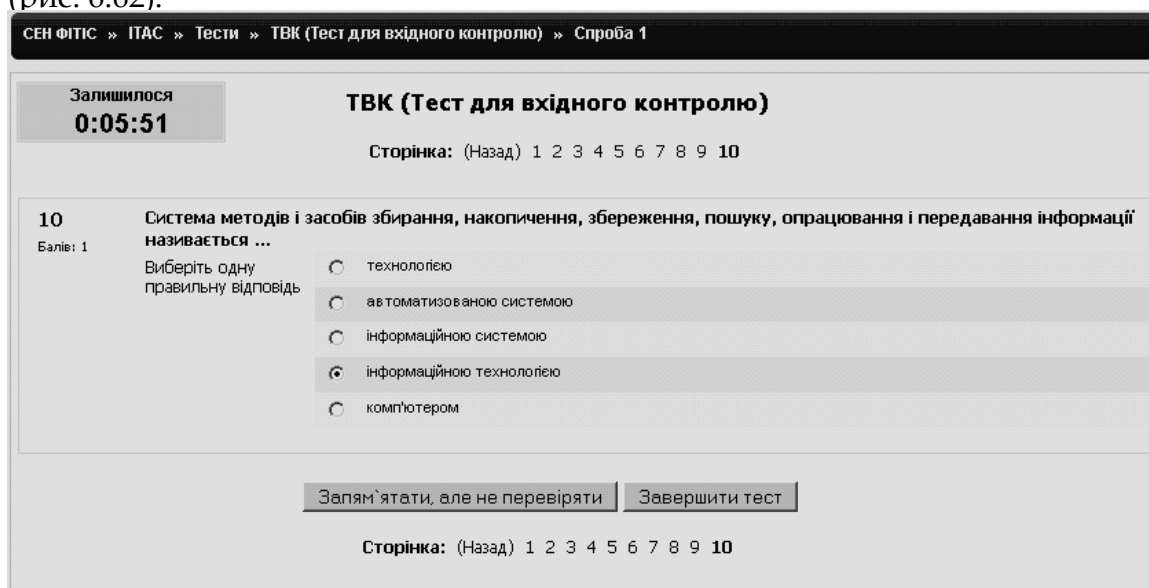 (рис. 6.62).
СЕН ФІТІС » ІТАС » Тести » ТВК (Тест для вхідного контролю) » Спроба 1
Залишилося
0:05:51
ТВК (Тест для вхідного контролю)
Сторінка: (Назад) 1 2 3 4 5 6 7 8 9 10
10
Балів: 1
Система методів і засобів збирання, накопичення, збереження, пошуку, опрацювання і передавання інформації
називається ...
Виберіть одну
правильну відповідь
технологією
автоматизованою системою
інформаційною системою
інформаційною технологією
комп'ютером
Запам`ятати, але не перевіряти Завершити тест
Сторінка: (Назад) 1 2 3 4 5 6 7 8 9 10